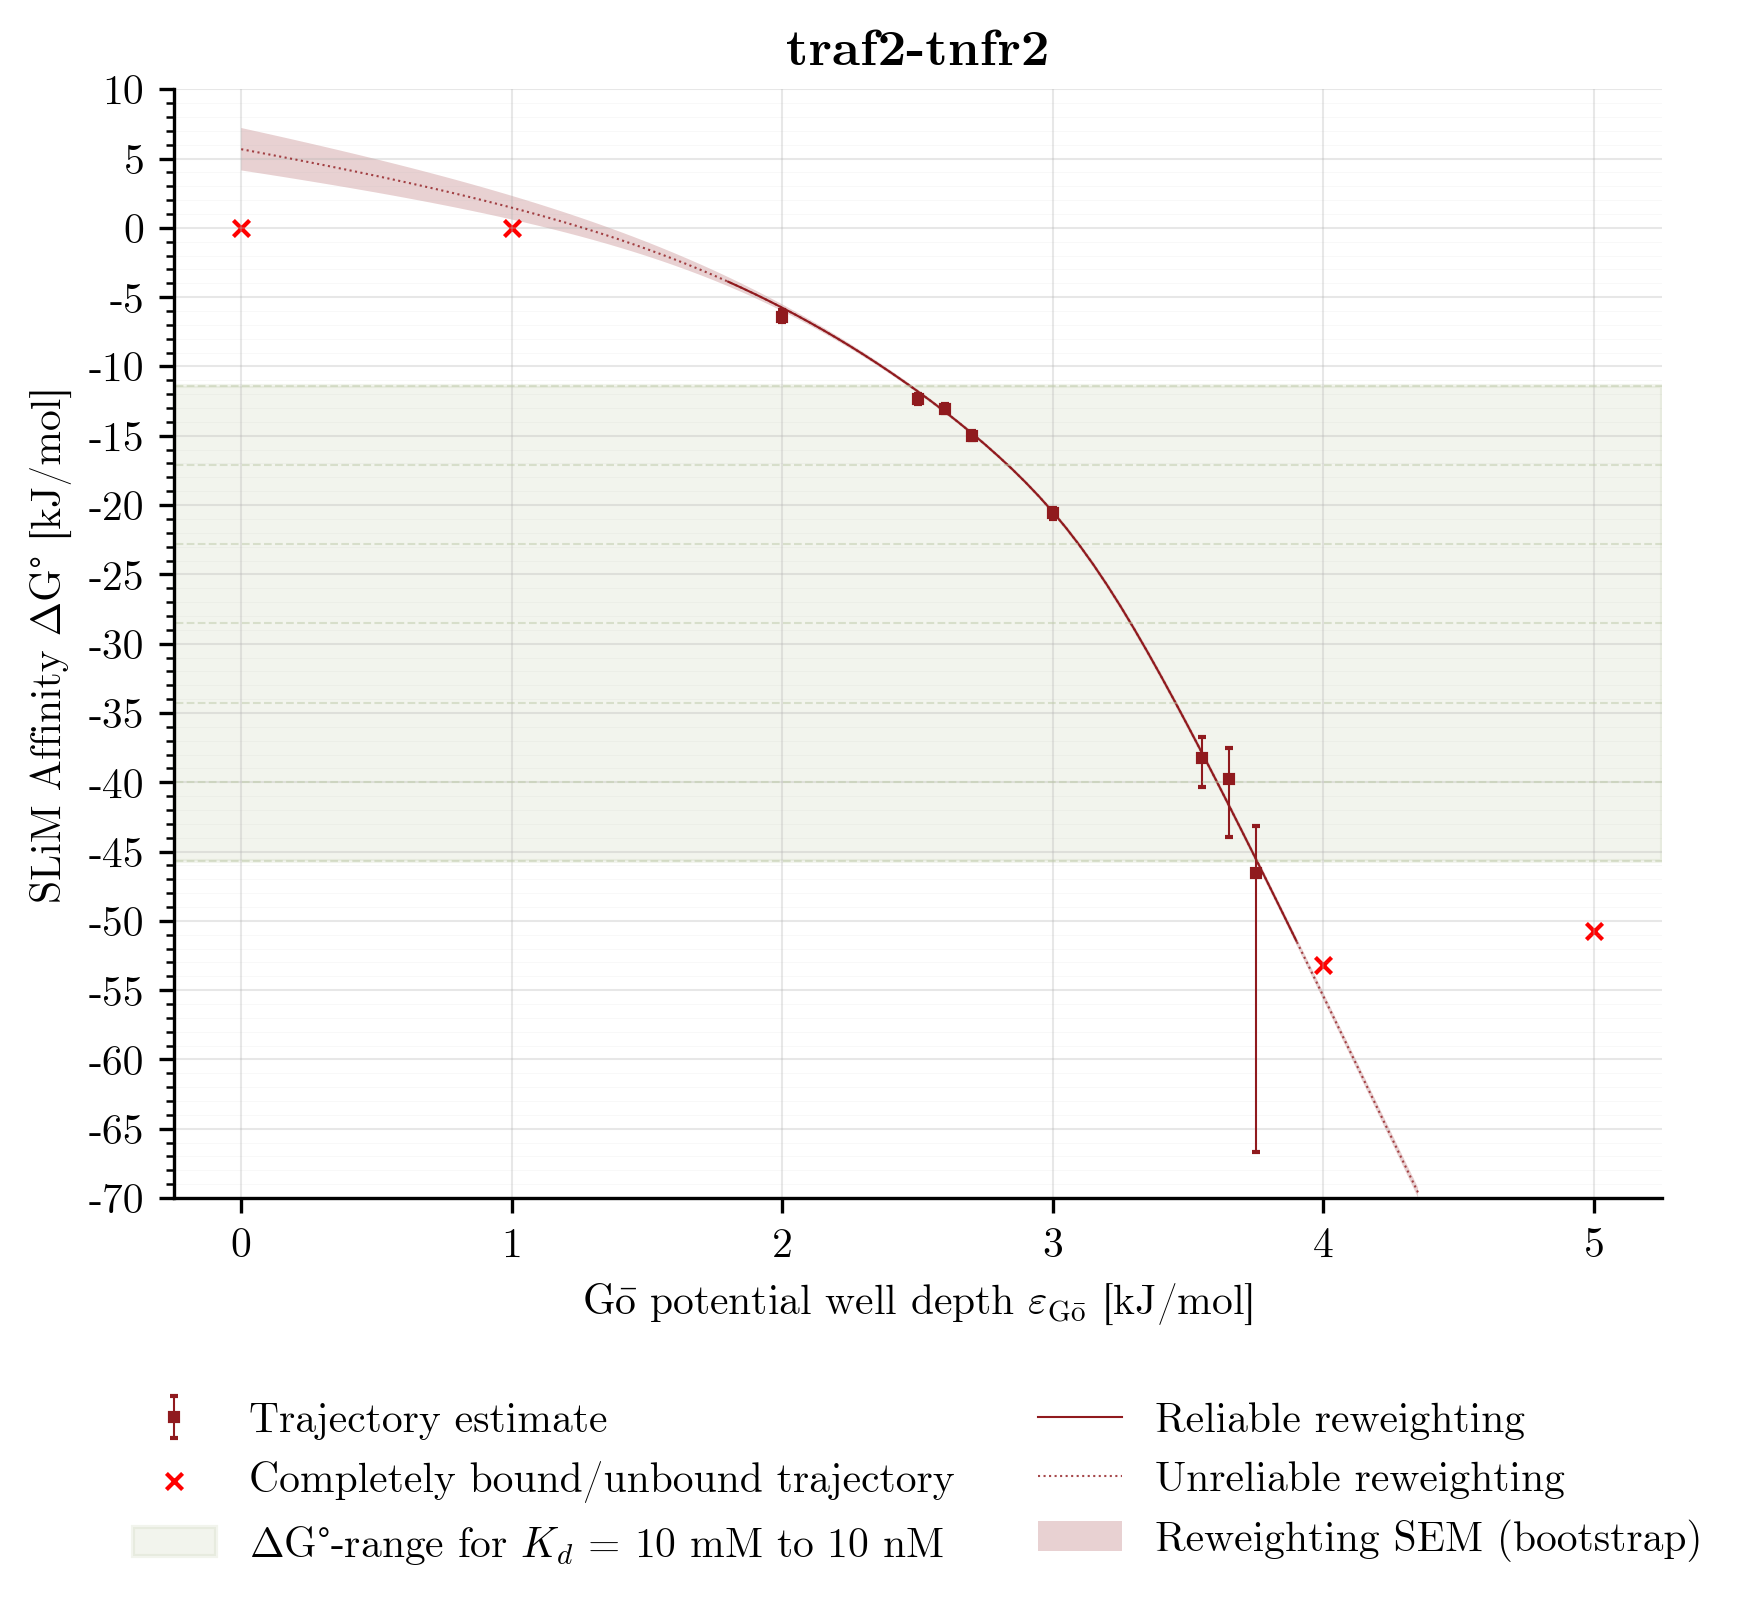 traf2-tnfr2
10
5
0
-5
-10
-15
-20
-25
-30
-35
-40
-45
-50
-55
-60
-65
-70
SLiM Affinity ΔG° [kJ/mol]
0 1 2 3 4 5
Gō potential well depth ε_Gō [kJ/mol]
Trajectory estimate
Completely bound/unbound trajectory
ΔG°-range for K_d = 10 mM to 10 nM
Reliable reweighting
Unreliable reweighting
Reweighting SEM (bootstrap)